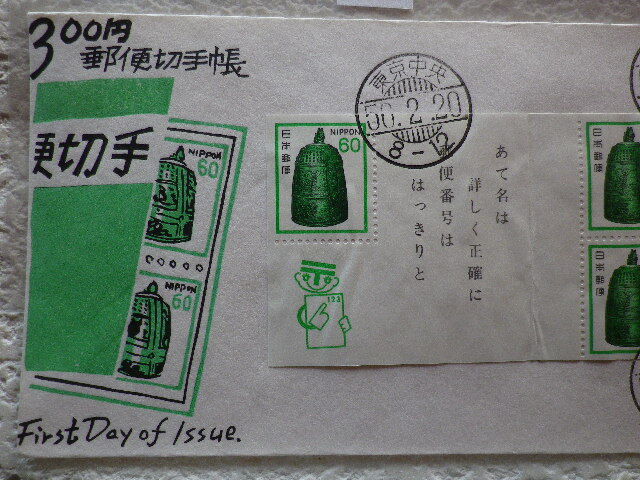 300円
郵便切手帳
便切手
NIPPON
60
NIPPON
60
First Day of Issue.
NIPPON
60
日本郵便
東京中央
56.2.20
8-12
あて名は
詳しく正確に
便番号は
はっきりと
123
日本郵便
日本郵便